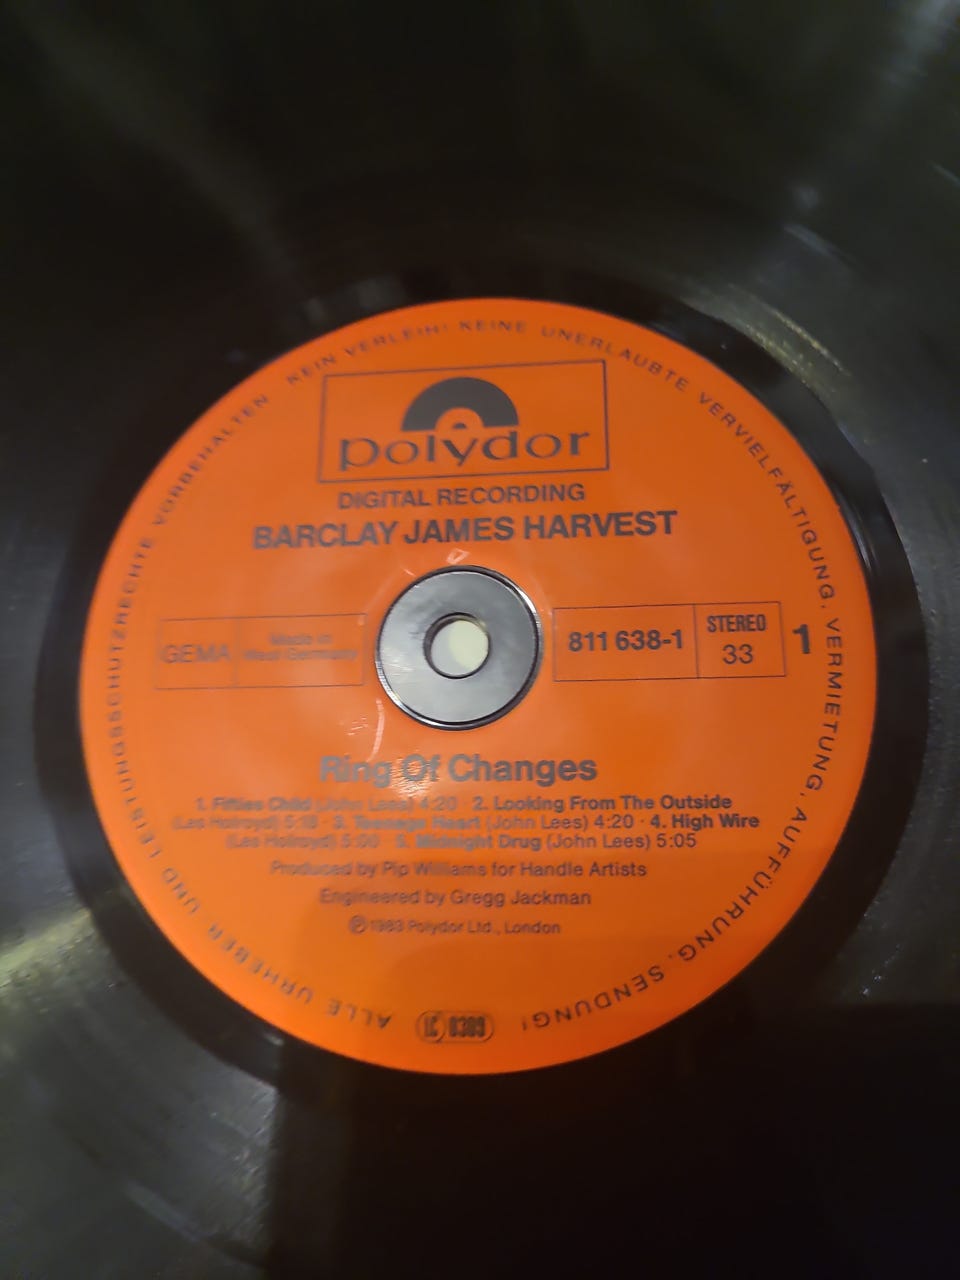 ALLE URHEBER UND LEISTUNGSSCHUTZRECHTE VORBEHALTEN KEIN VERLEIH! KEINE UNERLAUBTE VERVIELFÄLTIGUNG, VERMIETUNG, AUFFÜHRUNG, SENDUNG!
polydor
DIGITAL RECORDING
BARCLAY JAMES HARVEST
GEMA
Made in
West Germany
811 638-1
STEREO
33
1
Ring Of Changes
1. Fifties Child (John Lees) 4:20 · 2. Looking From The Outside
(Les Holroyd) 5:18 · 3. Teenage Heart (John Lees) 4:20 · 4. High Wire
(Les Holroyd) 5:00 · 5. Midnight Drug (John Lees) 5:05
Produced by Pip Williams for Handle Artists
Engineered by Gregg Jackman
℗ 1983 Polydor Ltd., London
LC 0309